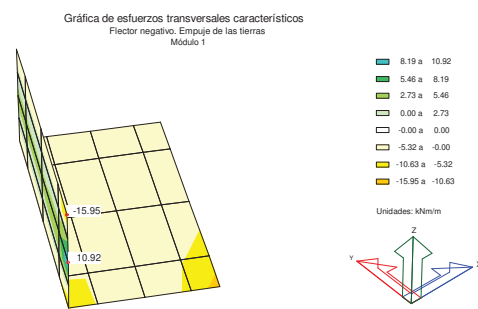 Gráfica de esfuerzos transversales característicos
Flector negativo. Empuje de las tierras
Módulo 1
8.19 a 10.92
5.46 a 8.19
2.73 a 5.46
0.00 a 2.73
-0.00 a 0.00
-5.32 a -0.00
-10.63 a -5.32
-15.95 a -10.63
-15.95
10.92
Unidades: kNm/m
Z
Y
X